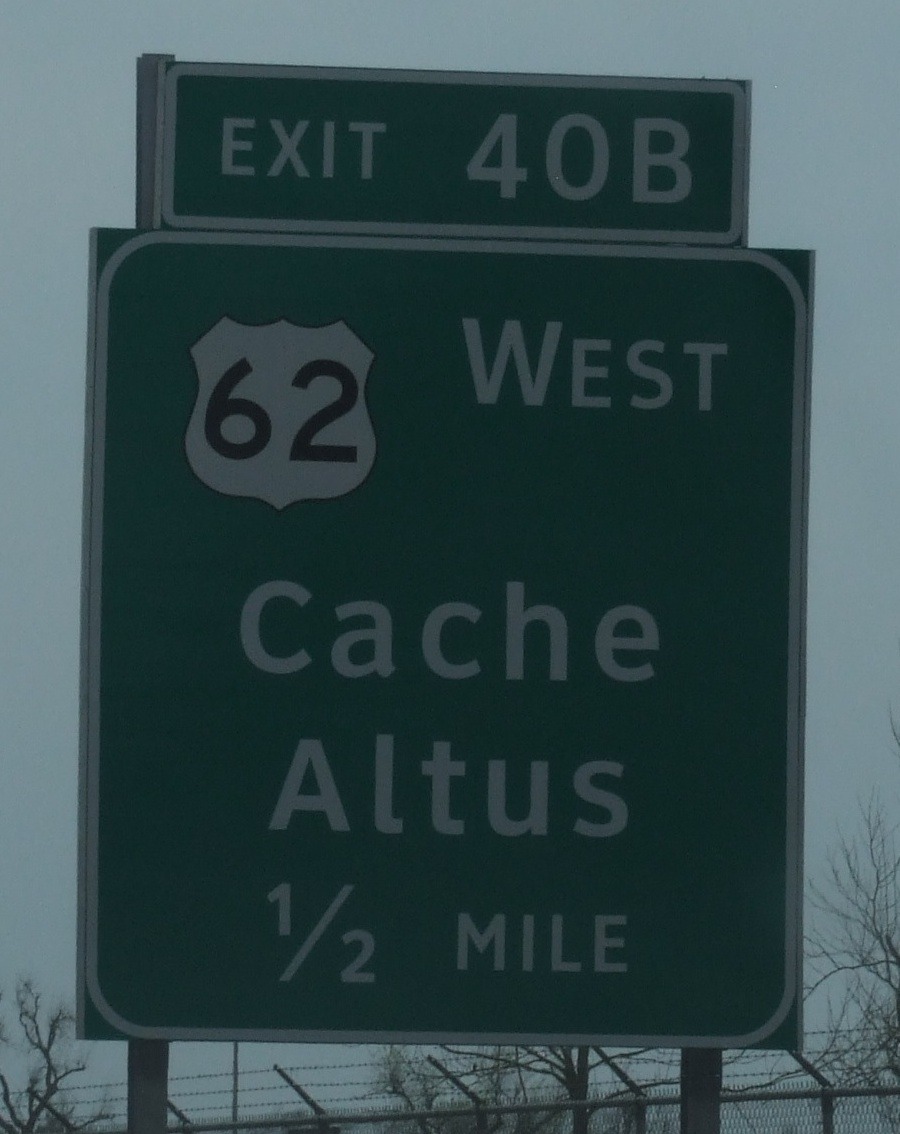 EXIT 40B
62 WEST
Cache
Altus
1/2 MILE